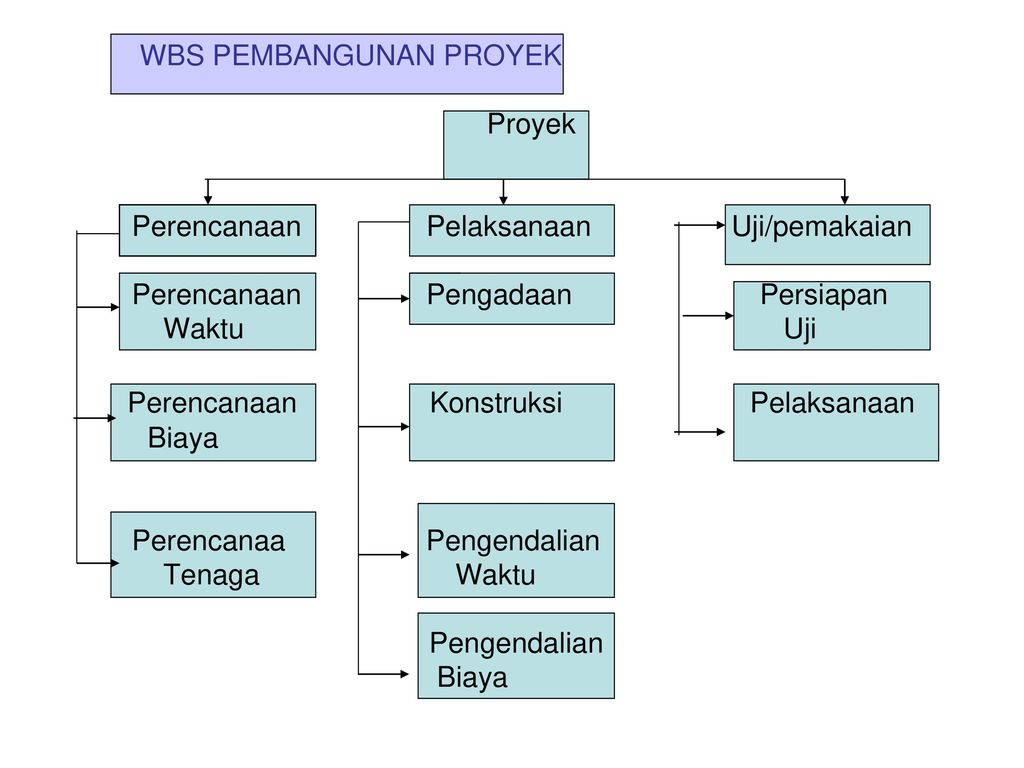 WBS PEMBANGUNAN PROYEK
Proyek
Perencanaan
Pelaksanaan
Uji/pemakaian
Perencanaan
Waktu
Pengadaan
Persiapan
Uji
Perencanaan
Biaya
Konstruksi
Pelaksanaan
Perencanaa
Tenaga
Pengendalian
Waktu
Pengendalian
Biaya